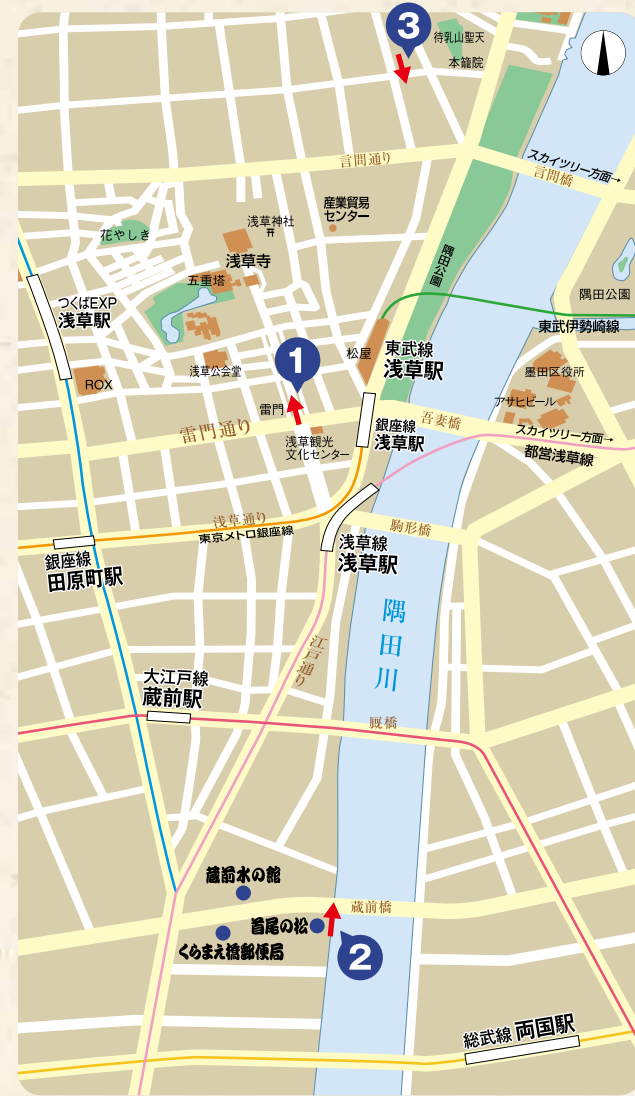 3
待乳山聖天
本龍院
言問通り
スカイツリー方面→
言問橋
産業貿易
センター
浅草神社
花やしき
浅草寺
隅田公園
五重塔
隅田公園
つくばEXP
浅草駅
東武伊勢崎線
松屋
東武線
浅草駅
1
浅草公会堂
墨田区役所
ROX
アサヒビール
雷門
雷門通り
吾妻橋
銀座線
浅草駅
スカイツリー方面→
浅草観光
文化センター
都営浅草線
浅草通り
駒形橋
東京メトロ銀座線
浅草線
浅草駅
銀座線
田原町駅
隅田川
江戸通り
大江戸線
蔵前駅
厩橋
蔵前水の館
蔵前橋
首尾の松
くらまえ橋郵便局
2
総武線 両国駅